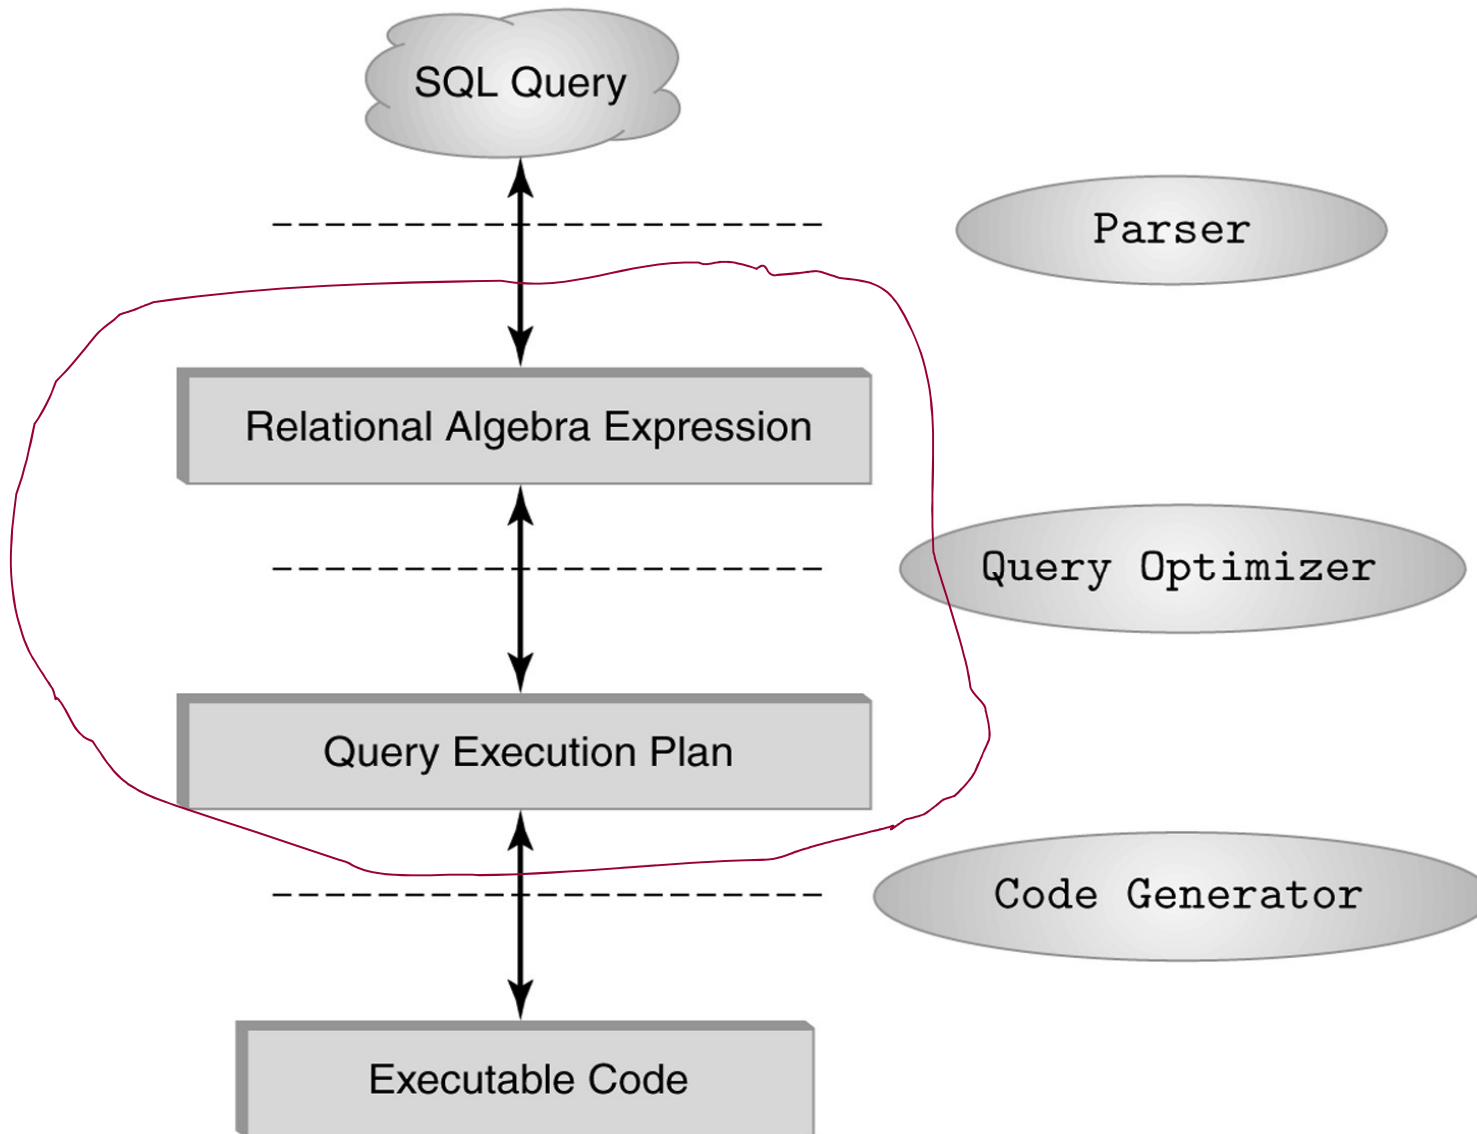 SQL Query
Parser
Relational Algebra Expression
Query Optimizer
Query Execution Plan
Code Generator
Executable Code